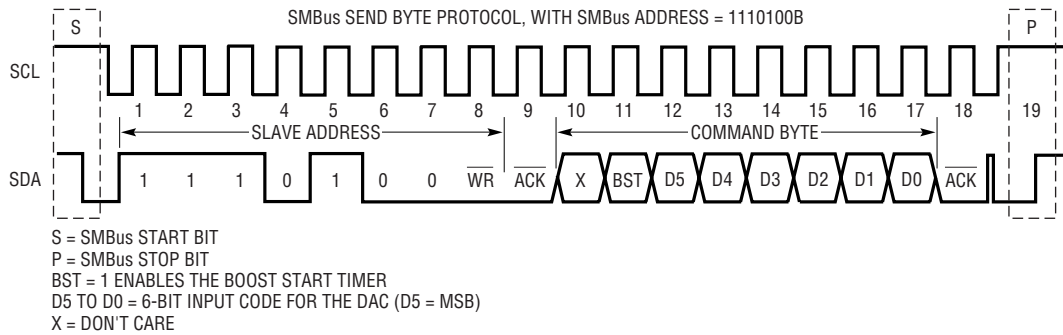 SMBus SEND BYTE PROTOCOL, WITH SMBus ADDRESS = 1110100B
S P
SCL
1 2 3 4 5 6 7 8 9 10 11 12 13 14 15 16 17 18 19
SLAVE ADDRESS COMMAND BYTE
SDA 1 1 1 0 1 0 0 WR ACK X BST D5 D4 D3 D2 D1 D0 ACK
S = SMBus START BIT
P = SMBus STOP BIT
BST = 1 ENABLES THE BOOST START TIMER
D5 TO D0 = 6-BIT INPUT CODE FOR THE DAC (D5 = MSB)
X = DON'T CARE